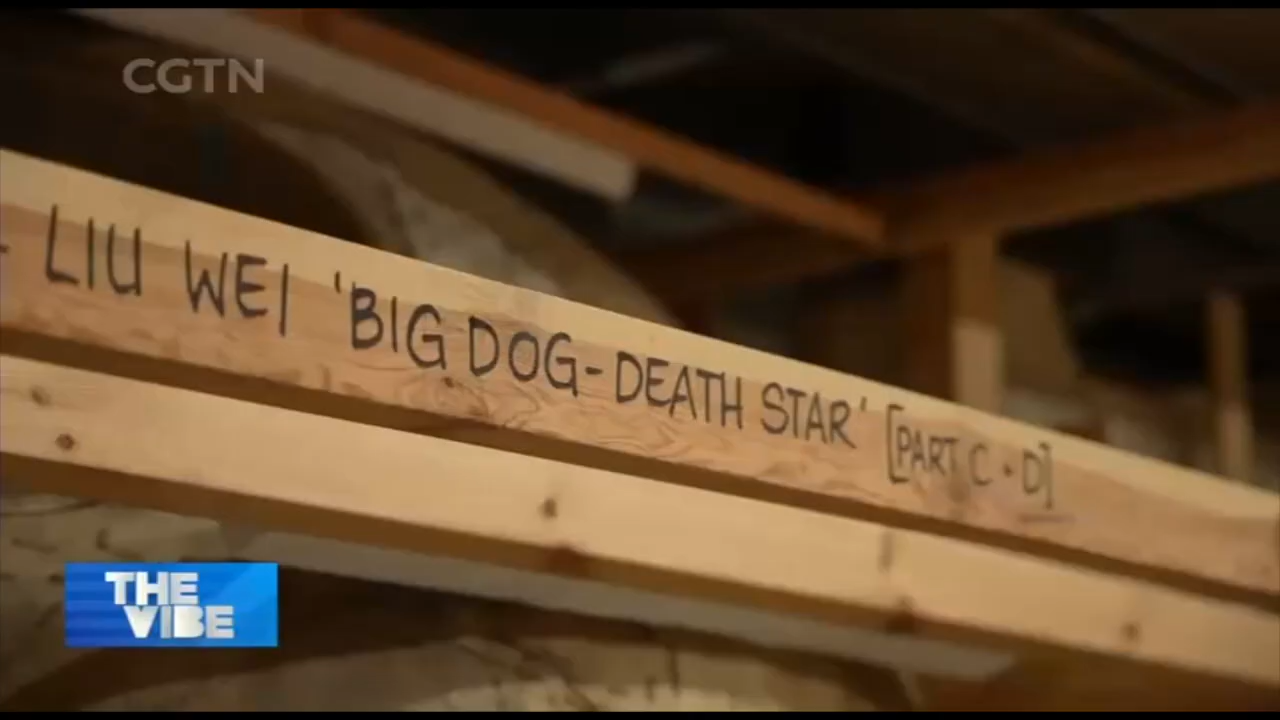 CGTN
- LIU WEI 'BIG DOG-DEATH STAR' [PART C + D]
THE
VIBE